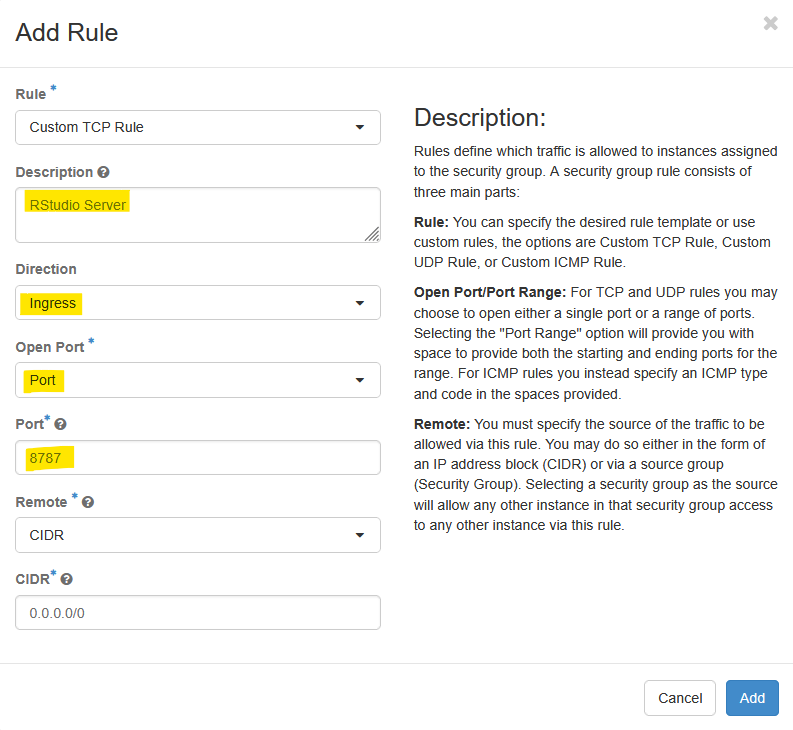 Add Rule
×
Rule *
Custom TCP Rule
Description ?
RStudio Server
Direction
Ingress
Open Port *
Port
Port* ?
8787
Remote * ?
CIDR
CIDR* ?
0.0.0.0/0
Description:
Rules define which traffic is allowed to instances assigned
to the security group. A security group rule consists of
three main parts:
Rule: You can specify the desired rule template or use
custom rules, the options are Custom TCP Rule, Custom
UDP Rule, or Custom ICMP Rule.
Open Port/Port Range: For TCP and UDP rules you may
choose to open either a single port or a range of ports.
Selecting the "Port Range" option will provide you with
space to provide both the starting and ending ports for the
range. For ICMP rules you instead specify an ICMP type
and code in the spaces provided.
Remote: You must specify the source of the traffic to be
allowed via this rule. You may do so either in the form of
an IP address block (CIDR) or via a source group
(Security Group). Selecting a security group as the source
will allow any other instance in that security group access
to any other instance via this rule.
Cancel
Add